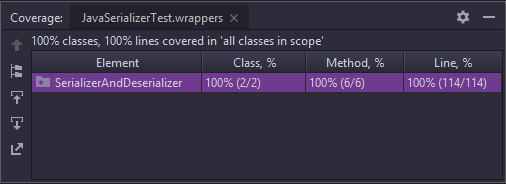 Coverage: JavaSerializerTest.wrappers ×
100% classes, 100% lines covered in 'all classes in scope'
Element Class, % Method, % Line, %
SerializerAndDeserializer 100% (2/2) 100% (6/6) 100% (114/114)